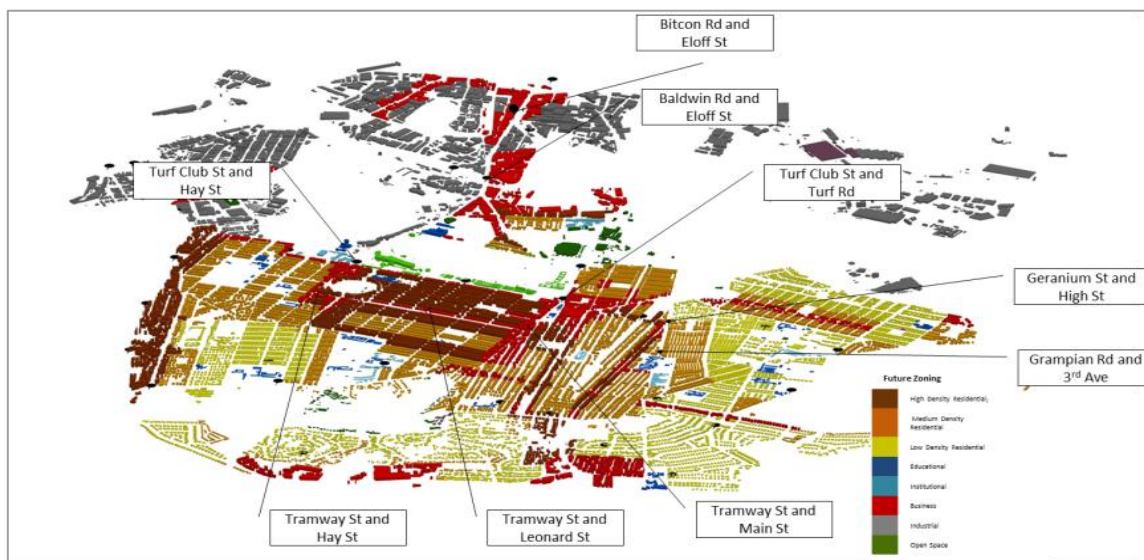 Bitcon Rd and
Eloff St
Baldwin Rd and
Eloff St
Turf Club St and
Hay St
Turf Club St and
Turf Rd
Geranium St and
High St
Grampian Rd and
3rd Ave
Future Zoning
High Density Residential,
Medium Density
Residential
Low Density Residential
Educational
Institutional
Business
Industrial
Open Space
Tramway St and
Hay St
Tramway St and
Leonard St
Tramway St and
Main St